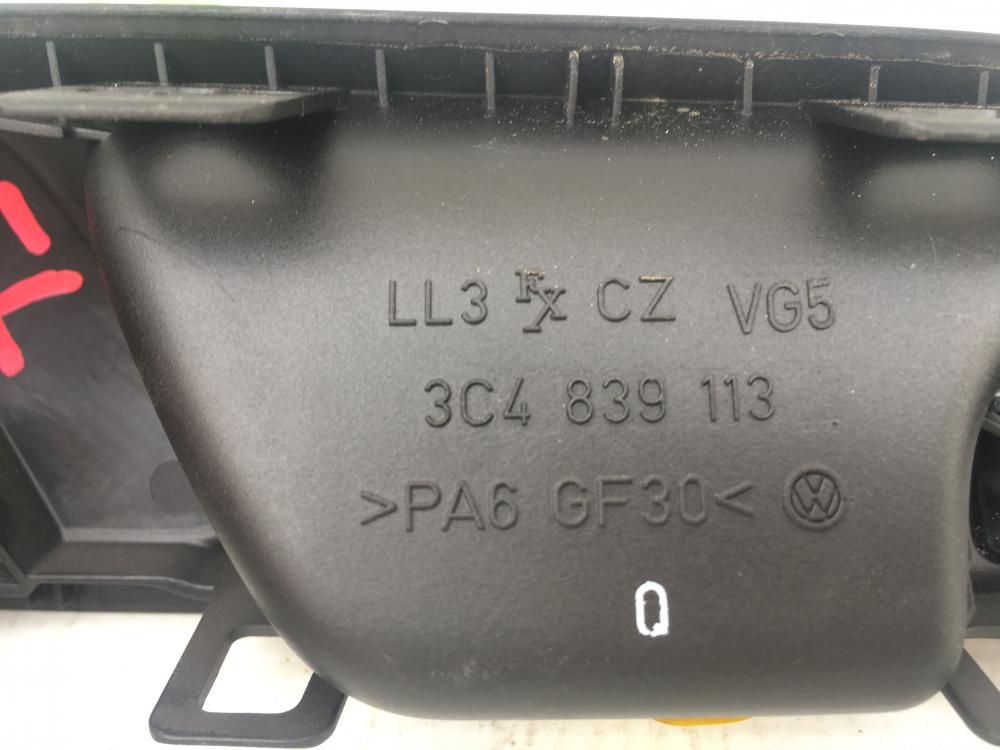 LL3 FX CZ VG5
3C4 839 113
>PA6 GF30< VW
0